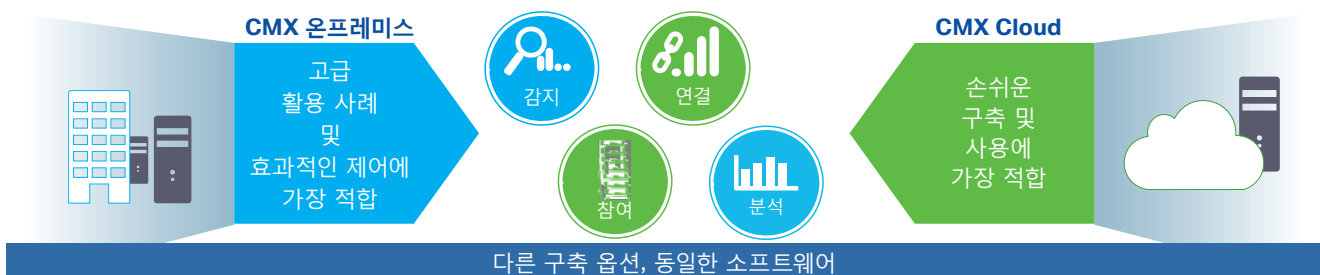 CMX 온프레미스
고급
활용 사례
및
효과적인 제어에
가장 적합
감지
연결
참여
분석
CMX Cloud
손쉬운
구축 및
사용에
가장 적합
다른 구축 옵션, 동일한 소프트웨어